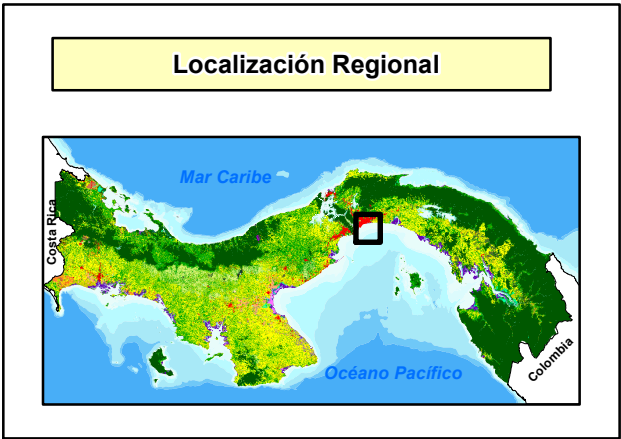 Localización Regional
Mar Caribe
Costa Rica
Océano Pacífico
Colombia